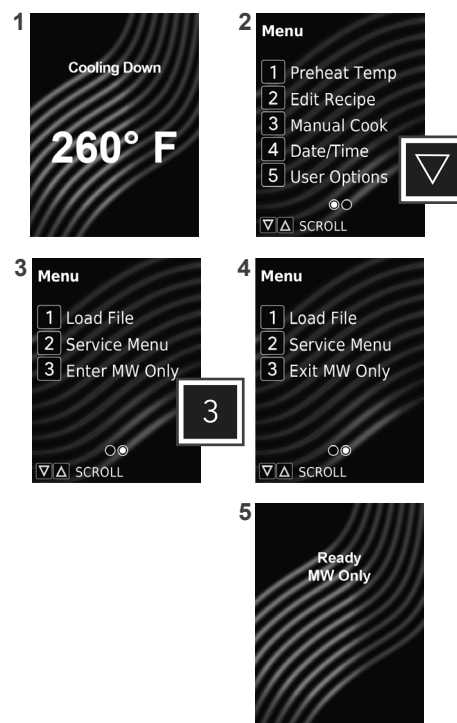 1
Cooling Down
260° F
2
Menu
1 Preheat Temp
2 Edit Recipe
3 Manual Cook
4 Date/Time
5 User Options
▽
▽ △ SCROLL
3
Menu
1 Load File
2 Service Menu
3 Enter MW Only
3
▽ △ SCROLL
4
Menu
1 Load File
2 Service Menu
3 Exit MW Only
▽ △ SCROLL
5
Ready
MW Only